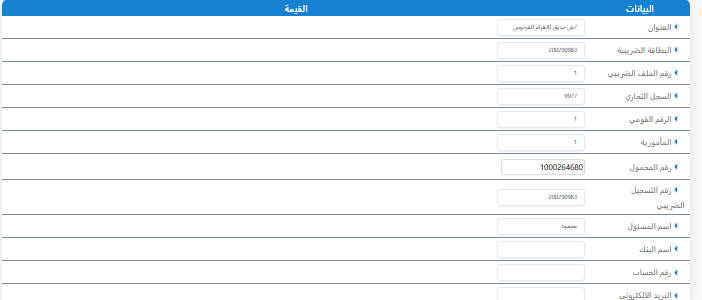 البيانات القيمة
العنوان 7ش حديق الاهرام الفردوس
البطاقة الضريبية 200290983
رقم الملف الضريبي 1
السجل التجاري 9977
الرقم القومي 1
المأمورية 1
رقم المحمول 1000264680
رقم التسجيل الضريبي 200290983
اسم المسئول محمود
اسم البنك
رقم الحساب
البريد الالكتروني